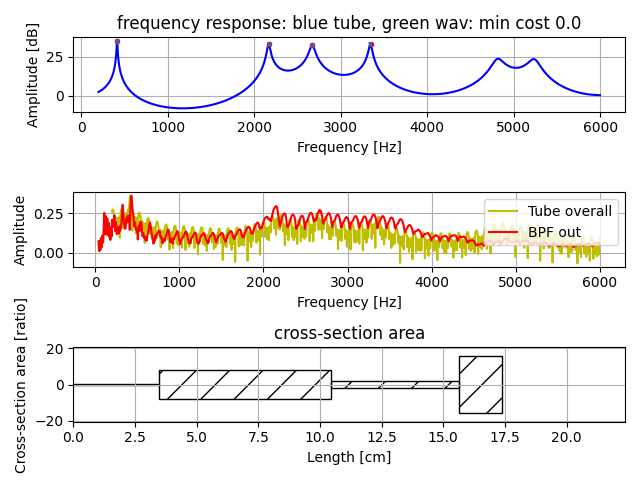 frequency response: blue tube, green wav: min cost 0.0
Amplitude [dB]
25
0
0 1000 2000 3000 4000 5000 6000
Frequency [Hz]
Amplitude
0.25
0.00
Tube overall
BPF out
0 1000 2000 3000 4000 5000 6000
Frequency [Hz]
cross-section area
Cross-section area [ratio]
20
0
−20
0.0 2.5 5.0 7.5 10.0 12.5 15.0 17.5 20.0
Length [cm]